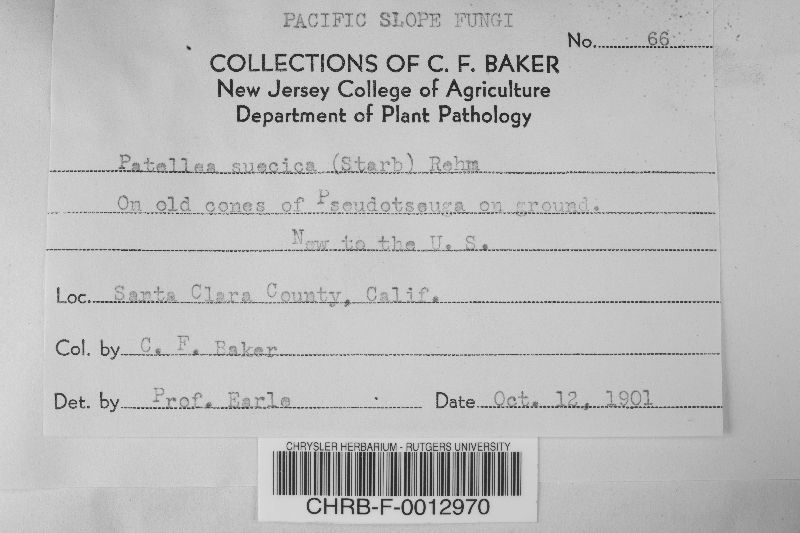 PACIFIC SLOPE FUNGI
No. 66
COLLECTIONS OF C. F. BAKER
New Jersey College of Agriculture
Department of Plant Pathology
Patellea suecica (Starb) Rehm
On old cones of Pseudotseuga on ground.
New to the U. S.
Loc. Santa Clara County, Calif.
Col. by C. F. Baker
Det. by Prof. Earle Date Oct. 12, 1901
CHRYSLER HERBARIUM - RUTGERS UNIVERSITY
CHRB-F-0012970